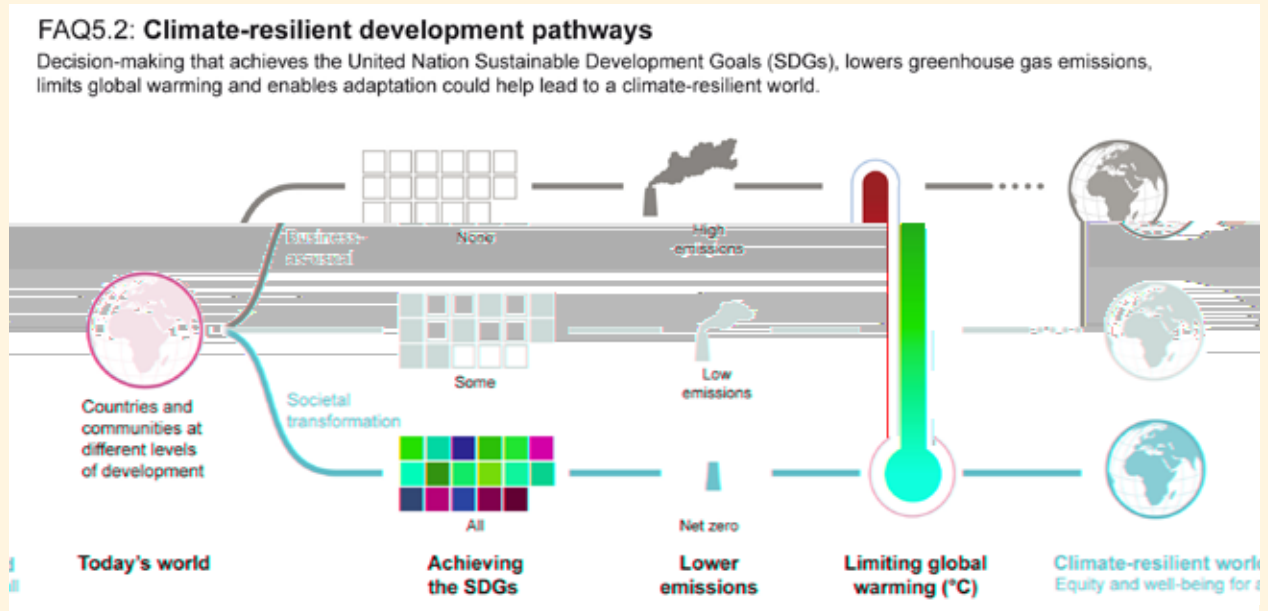 FAQ5.2: Climate-resilient development pathways
Decision-making that achieves the United Nation Sustainable Development Goals (SDGs), lowers greenhouse gas emissions,
limits global warming and enables adaptation could help lead to a climate-resilient world.
Business-
as-usual
None
High
emissions
Some
Low
emissions
Countries and
communities at
different levels
of development
Societal
transformation
All
Net zero
Today's world
Achieving
the SDGs
Lower
emissions
Limiting global
warming (°C)
Climate-resilient
Equity and well-being for